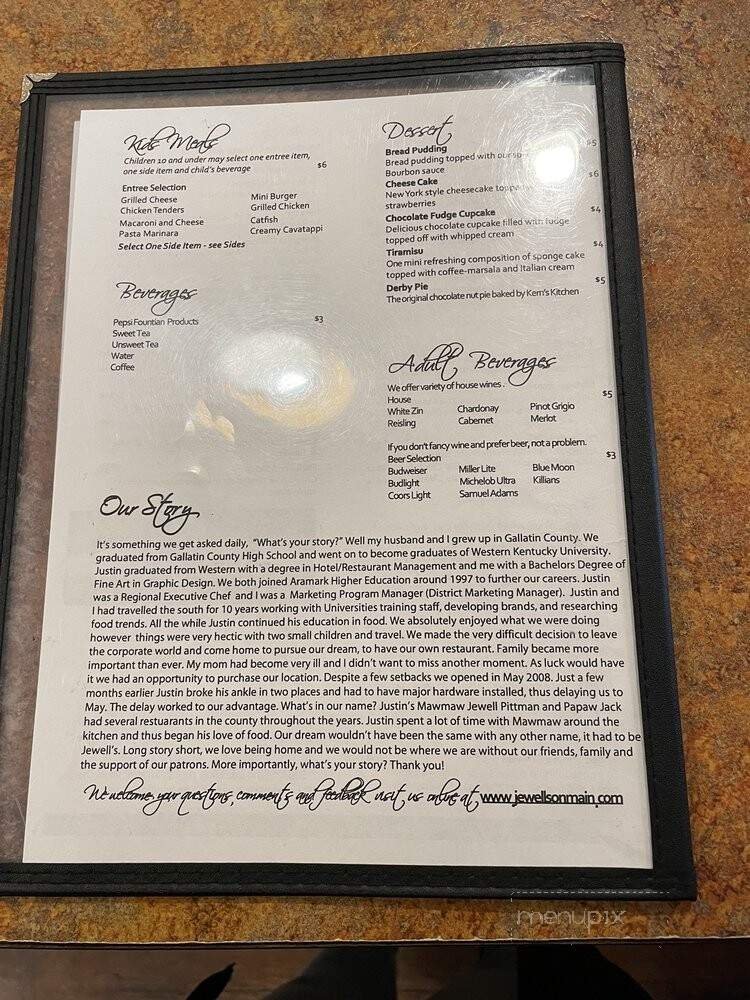 Kids Meals
Children 10 and under may select one entree item,
one side item and child's beverage $6
Entree Selection
Grilled Cheese
Chicken Tenders
Macaroni and Cheese
Pasta Marinara
Mini Burger
Grilled Chicken
Catfish
Creamy Cavatappi
Select One Side Item - see Sides
Beverages
Pepsi Fountian Products $3
Sweet Tea
Unsweet Tea
Water
Coffee
Dessert
Bread Pudding $5
Bread pudding topped with our
Bourbon sauce
Cheese Cake $6
New York style cheesecake topped
strawberries
Chocolate Fudge Cupcake $4
Delicious chocolate cupcake filled with fudge
topped off with whipped cream
Tiramisu $4
One mini refreshing composition of sponge cake
topped with coffee-marsala and Italian cream
Derby Pie $5
The original chocolate nut pie baked by Kern's Kitchen
Adult Beverages
We offer variety of house wines.
House $5
White Zin Chardonay Pinot Grigio
Reisling Cabernet Merlot
If you don't fancy wine and prefer beer, not a problem.
Beer Selection $3
Budweiser Miller Lite Blue Moon
Budlight Michelob Ultra Killians
Coors Light Samuel Adams
Our Story
It's something we get asked daily, "What's your story?" Well my husband and I grew up in Gallatin County. We
graduated from Gallatin County High School and went on to become graduates of Western Kentucky University.
Justin graduated from Western with a degree in Hotel/Restaurant Management and me with a Bachelors Degree of
Fine Art in Graphic Design. We both joined Aramark Higher Education around 1997 to further our careers. Justin
was a Regional Executive Chef and I was a Marketing Program Manager (District Marketing Manager). Justin and
I had travelled the south for 10 years working with Universities training staff, developing brands, and researching
food trends. All the while Justin continued his education in food. We absolutely enjoyed what we were doing
however things were very hectic with two small children and travel. We made the very difficult decision to leave
the corporate world and come home to pursue our dream, to have our own restaurant. Family became more
important than ever. My mom had become very ill and I didn't want to miss another moment. As luck would have
it we had an opportunity to purchase our location. Despite a few setbacks we opened in May 2008. Just a few
months earlier Justin broke his ankle in two places and had to have major hardware installed, thus delaying us to
May. The delay worked to our advantage. What's in our name? Justin's Mawmaw Jewell Pittman and Papaw Jack
had several restuarants in the county throughout the years. Justin spent a lot of time with Mawmaw around the
kitchen and thus began his love of food. Our dream wouldn't have been the same with any other name, it had to be
Jewell's. Long story short, we love being home and we would not be where we are without our friends, family and
the support of our patrons. More importantly, what's your story? Thank you!
We welcome your questions, comments and feedback visit us online at www.jewellsonmain.com
menupix